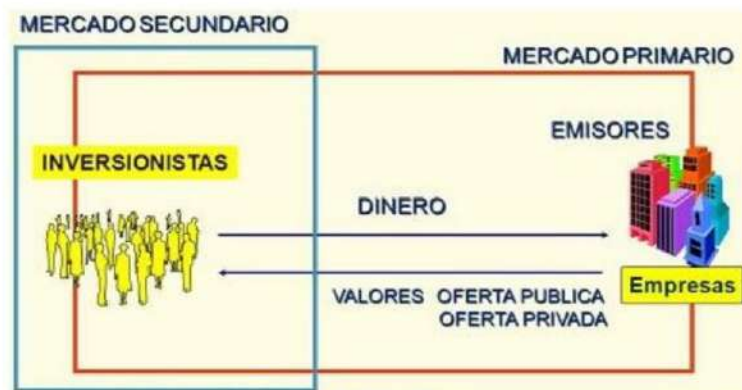 MERCADO SECUNDARIO
MERCADO PRIMARIO
EMISORES
INVERSIONISTAS
DINERO
Empresas
VALORES OFERTA PUBLICA
OFERTA PRIVADA